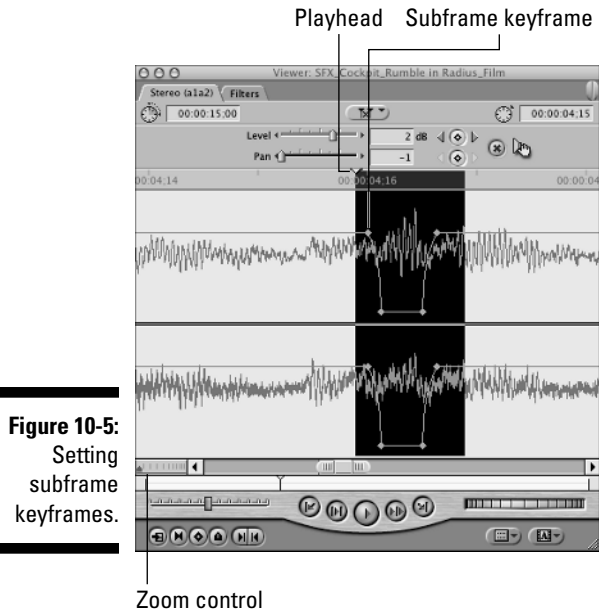 Playhead Subframe keyframe
Viewer: SFX_Cockpit_Rumble in Radius_Film
Stereo (a1a2) Filters
00:00:15;00 00:00:04;15
Level 2 dB
Pan -1
00:04;14 00:00:04;16 00:00:04
Figure 10-5:
Setting
subframe
keyframes.
Zoom control